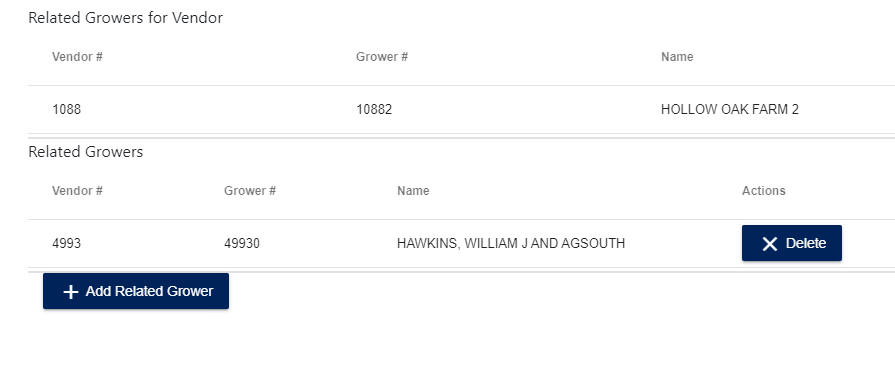 Related Growers for Vendor
Vendor # Grower # Name
1088 10882 HOLLOW OAK FARM 2
Related Growers
Vendor # Grower # Name Actions
4993 49930 HAWKINS, WILLIAM J AND AGSOUTH Delete
Add Related Grower